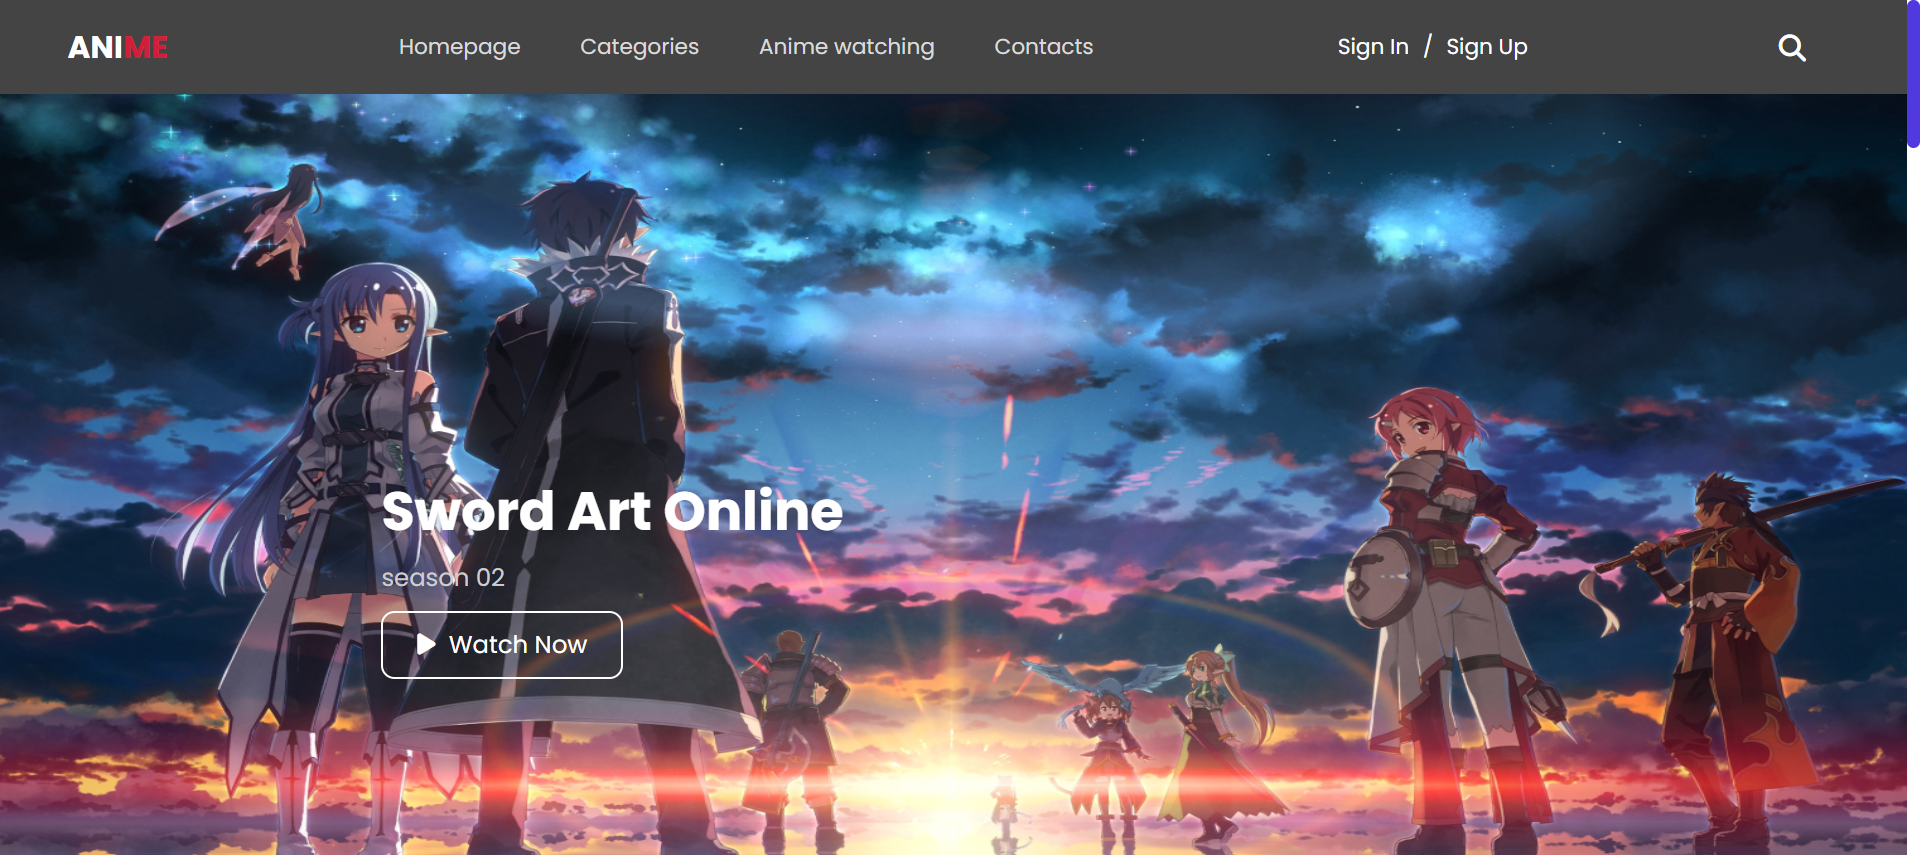 ANIME Homepage Categories Anime watching Contacts Sign In / Sign Up
Sword Art Online
season 02
Watch Now